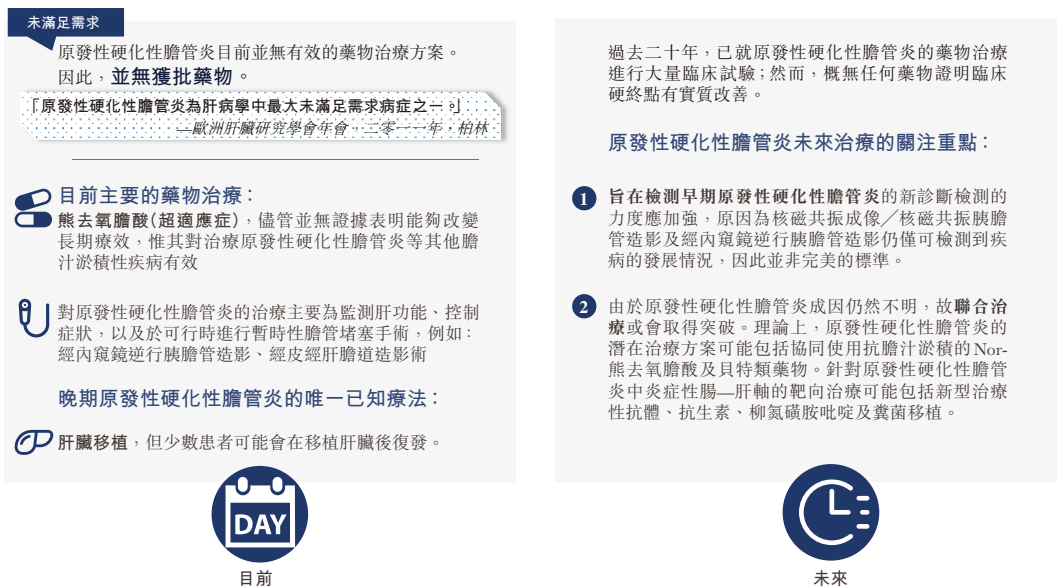 未滿足需求
原發性硬化性膽管炎目前並無有效的藥物治療方案。
因此，並無獲批藥物。
「原發性硬化性膽管炎為肝病學中最大未滿足需求病症之一。」
—歐洲肝臟研究學會年會，二零一一年，柏林
目前主要的藥物治療：
熊去氧膽酸(超適應症)，儘管並無證據表明能夠改變
長期療效，惟其對治療原發性硬化性膽管炎等其他膽
汁淤積性疾病有效
對原發性硬化性膽管炎的治療主要為監測肝功能、控制
症狀，以及於可行時進行暫時性膽管堵塞手術，例如：
經內窺鏡逆行胰膽管造影、經皮經肝膽道造影術
晚期原發性硬化性膽管炎的唯一已知療法：
肝臟移植，但少數患者可能會在移植肝臟後復發。
DAY
目前
過去二十年，已就原發性硬化性膽管炎的藥物治療
進行大量臨床試驗；然而，概無任何藥物證明臨床
硬終點有實質改善。
原發性硬化性膽管炎未來治療的關注重點：
1 旨在檢測早期原發性硬化性膽管炎的新診斷檢測的
力度應加強，原因為核磁共振成像／核磁共振胰膽
管造影及經內窺鏡逆行胰膽管造影仍僅可檢測到疾
病的發展情況，因此並非完美的標準。
2 由於原發性硬化性膽管炎成因仍然不明，故聯合治
療或會取得突破。理論上，原發性硬化性膽管炎的
潛在治療方案可能包括協同使用抗膽汁淤積的Nor-
熊去氧膽酸及貝特類藥物。針對原發性硬化性膽管
炎中炎症性腸—肝軸的靶向治療可能包括新型治療
性抗體、抗生素、柳氮磺胺吡啶及糞菌移植。
未來